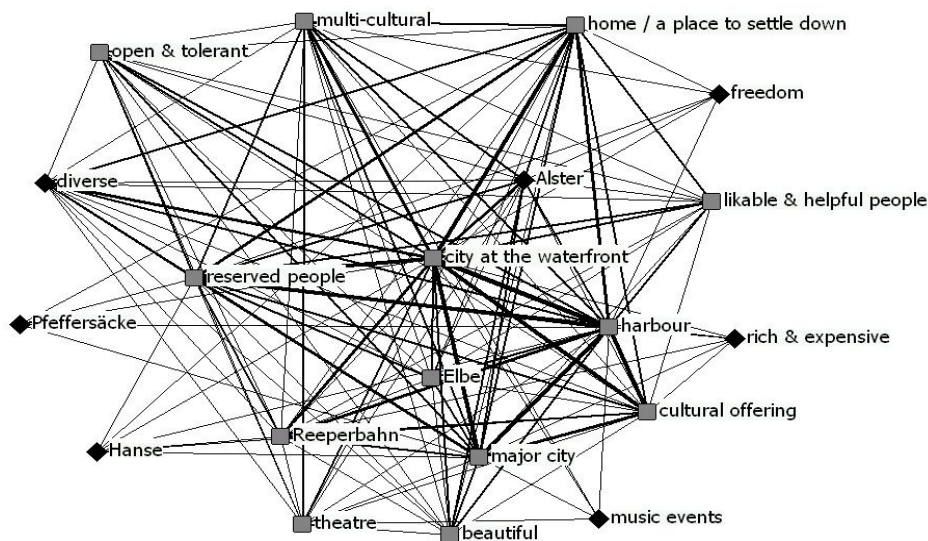 multi-cultural
home / a place to settle down
open & tolerant
freedom
diverse
Alster
likable & helpful people
city at the waterfront
reserved people
Pfeffersäcke
harbour
rich & expensive
Elbe
cultural offering
Reeperbahn
Hanse
major city
theatre
music events
beautiful